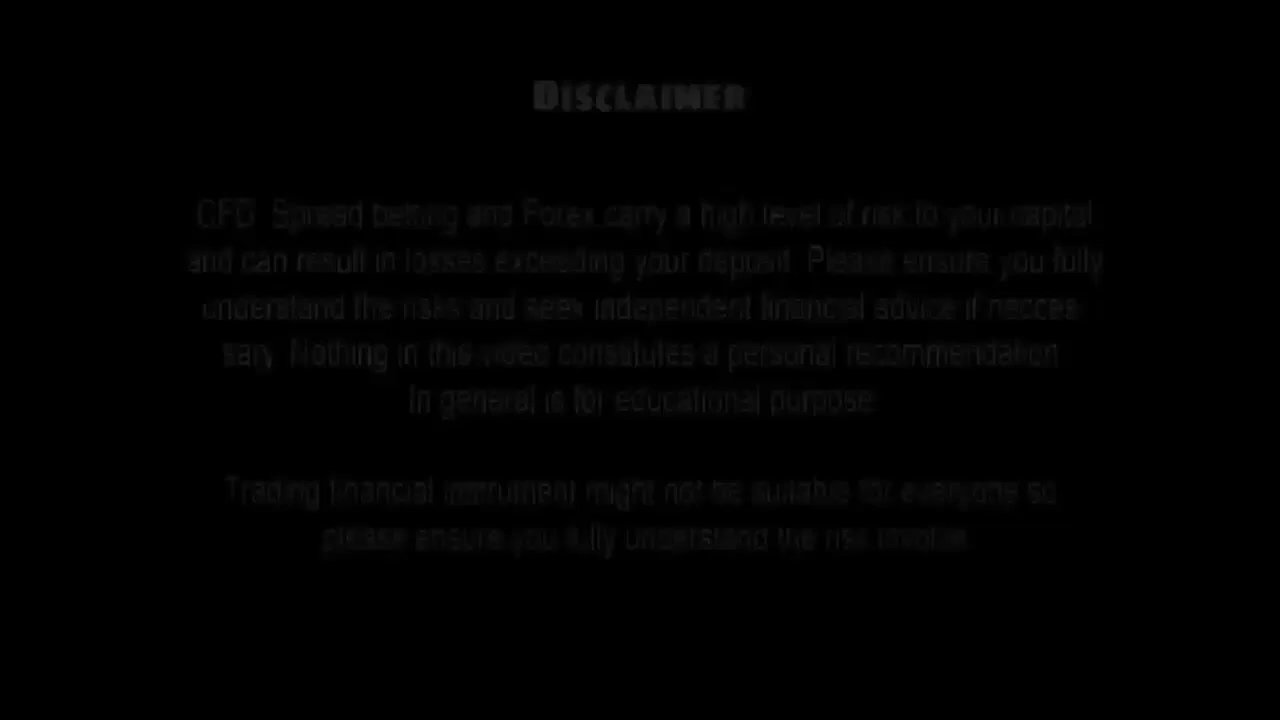 DISCLAIMER
CFD Spread betting and Forex carry a high level of risk to your capital
and can result in losses exceeding your deposit. Please ensure you fully
understand the risks and seek independent financial advice if necces
sary. Nothing in this video constitutes a personal recommendation
In general is for educational purpose
Trading financial instrument might not be suitable for everyone so
please ensure you fully understand the risk involve.